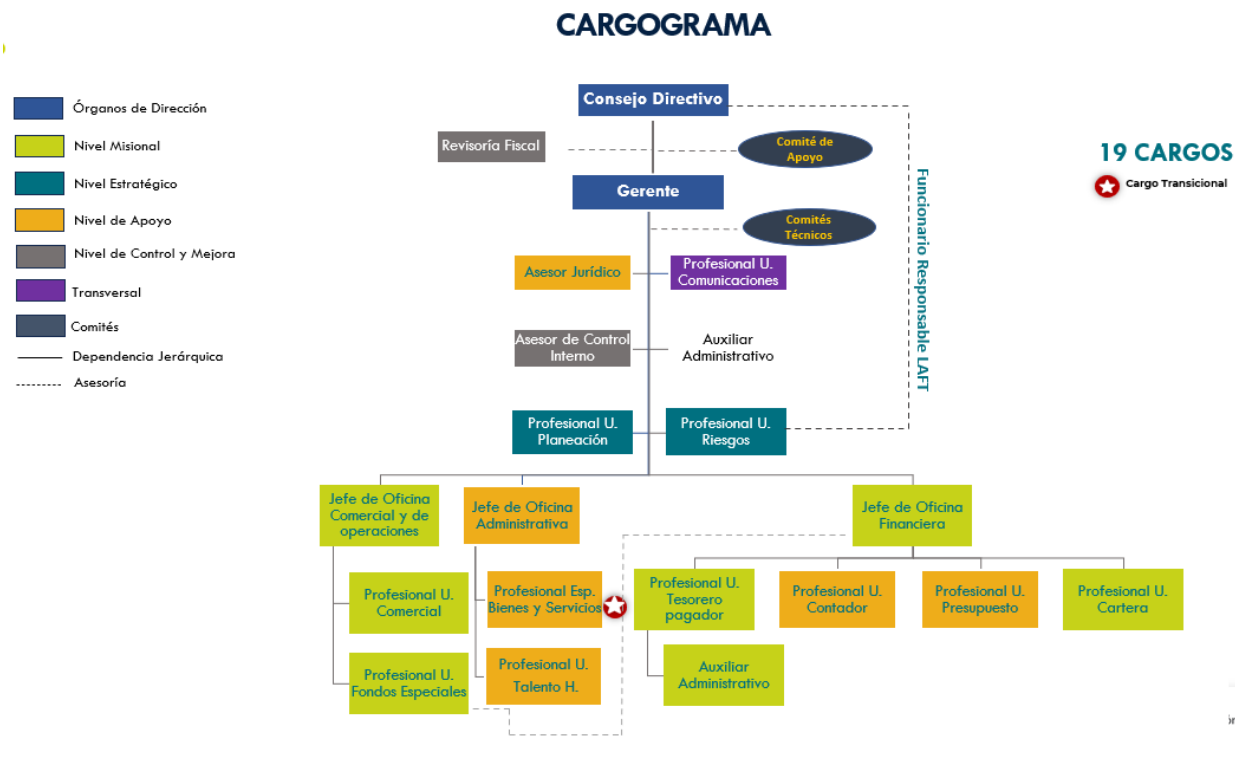 CARGOGRAMA
Órganos de Dirección
Nivel Misional
Nivel Estratégico
Nivel de Apoyo
Nivel de Control y Mejora
Transversal
Comités
Dependencia Jerárquica
Asesoría
Consejo Directivo
Revisoría Fiscal
Comité de
Apoyo
19 CARGOS
Cargo Transicional
Gerente
Comités
Técnicos
Funcionario Responsable LAFT
Asesor Jurídico
Profesional U.
Comunicaciones
Asesor de Control
Interno
Auxiliar
Administrativo
Profesional U.
Planeación
Profesional U.
Riesgos
Jefe de Oficina
Comercial y de
operaciones
Jefe de Oficina
Administrativa
Jefe de Oficina
Financiera
Profesional U.
Comercial
Profesional Esp.
Bienes y Servicios
Profesional U.
Tesorero
pagador
Profesional U.
Contador
Profesional U.
Presupuesto
Profesional U.
Cartera
Profesional U.
Fondos Especiales
Profesional U.
Talento H.
Auxiliar
Administrativo